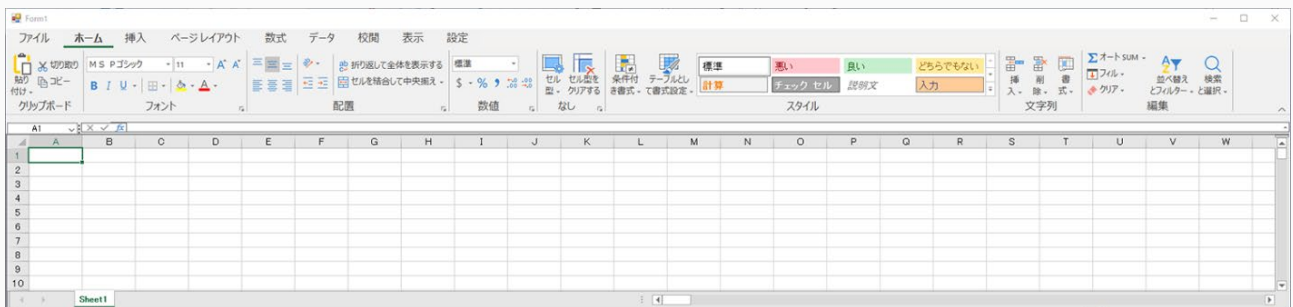 Form1
ファイル ホーム 挿入 ページ レイアウト 数式 データ 校閲 表示 設定
貼り付け 切り取り コピー
クリップボード
MS Pゴシック 11 A A
B I U A
フォント
折り返して全体を表示する
セルを結合して中央揃え
配置
標準
$ % 9 .00 .0
数値
セル型 セル型をクリアする
なし
条件付き書式 テーブルとして書式設定
標準 悪い 良い どちらでもない
計算 チェック セル 説明文 入力
スタイル
挿入 削除 書式
文字列
オートSUM
フィル
クリア
並べ替えとフィルター 検索と選択
編集
A1 fx
A B C D E F G H I J K L M N O P Q R S T U V W
1
2
3
4
5
6
7
8
9
10
Sheet1